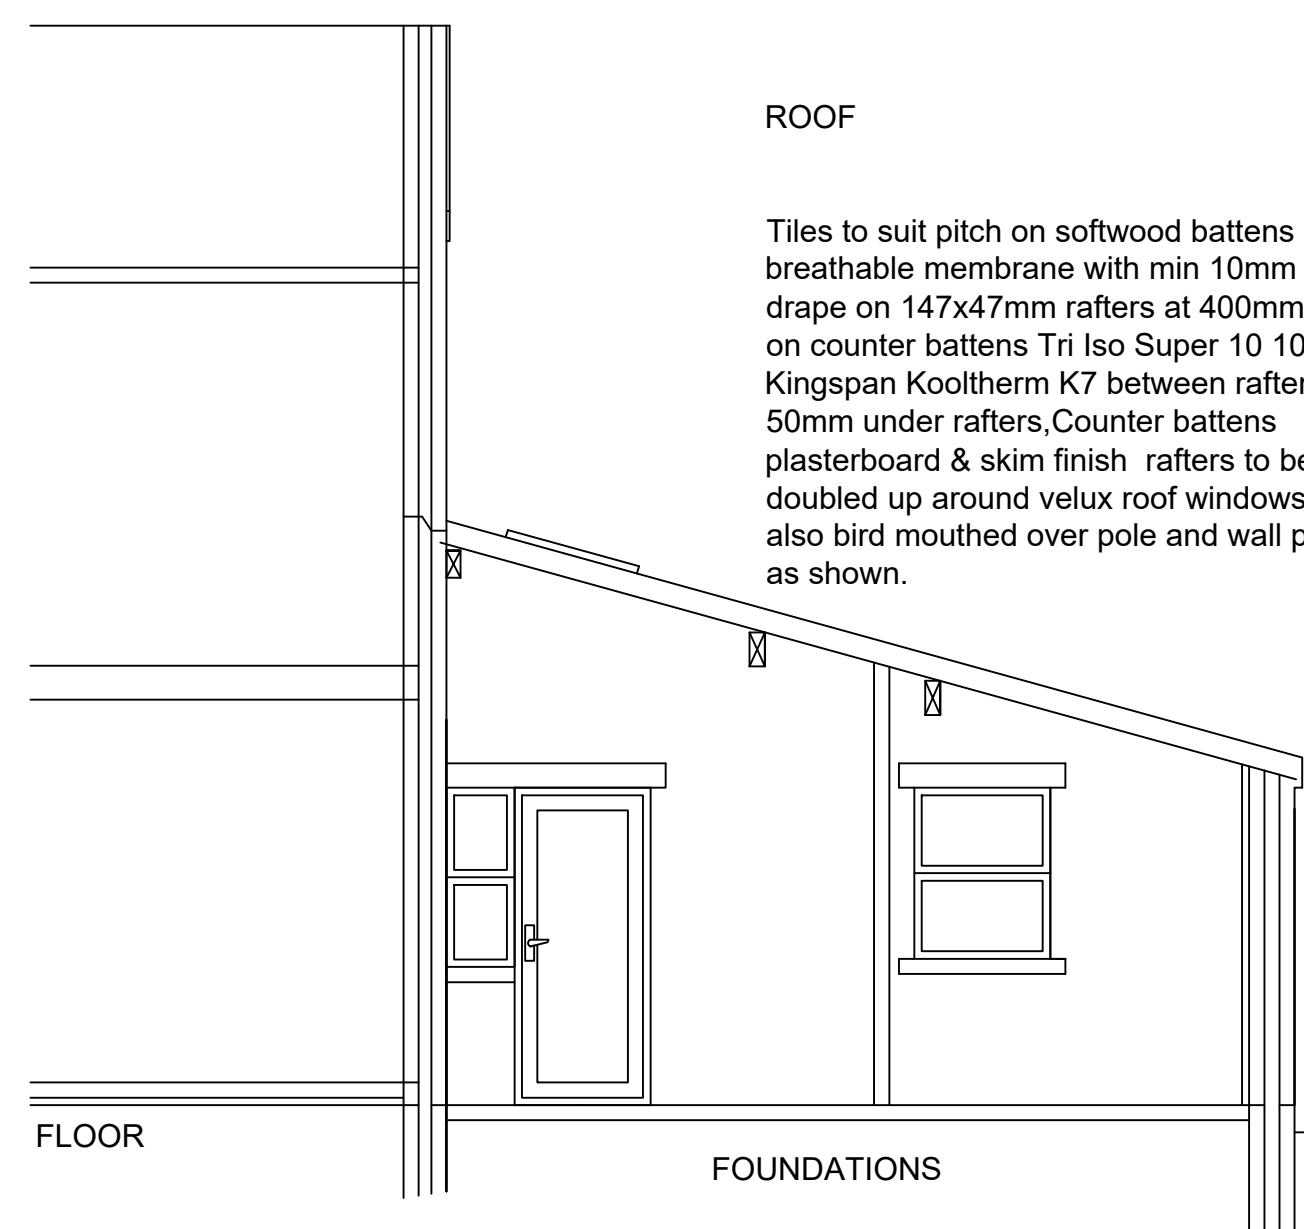 ROOF
Tiles to suit pitch on softwood battens
breathable membrane with min 10mm
drape on 147x47mm rafters at 400mm
on counter battens Tri Iso Super 10
Kingspan Kooltherm K7 between
50mm under rafters,Counter battens
plasterboard & skim finish rafters to
doubled up around velux roof windows
also bird mouthed over pole and wall
as shown.
FLOOR
FOUNDATIONS